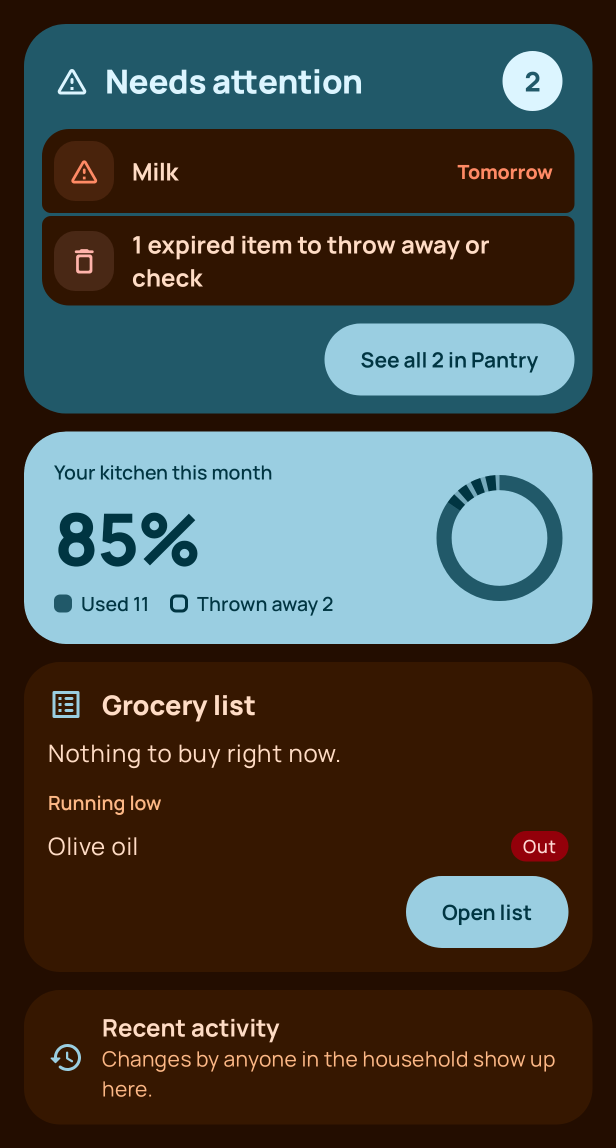 Needs attention
2
Milk
Tomorrow
1 expired item to throw away or
check
See all 2 in Pantry
Your kitchen this month
85%
Used 11
Thrown away 2
Grocery list
Nothing to buy right now.
Running low
Olive oil
Out
Open list
Recent activity
Changes by anyone in the household show up
here.